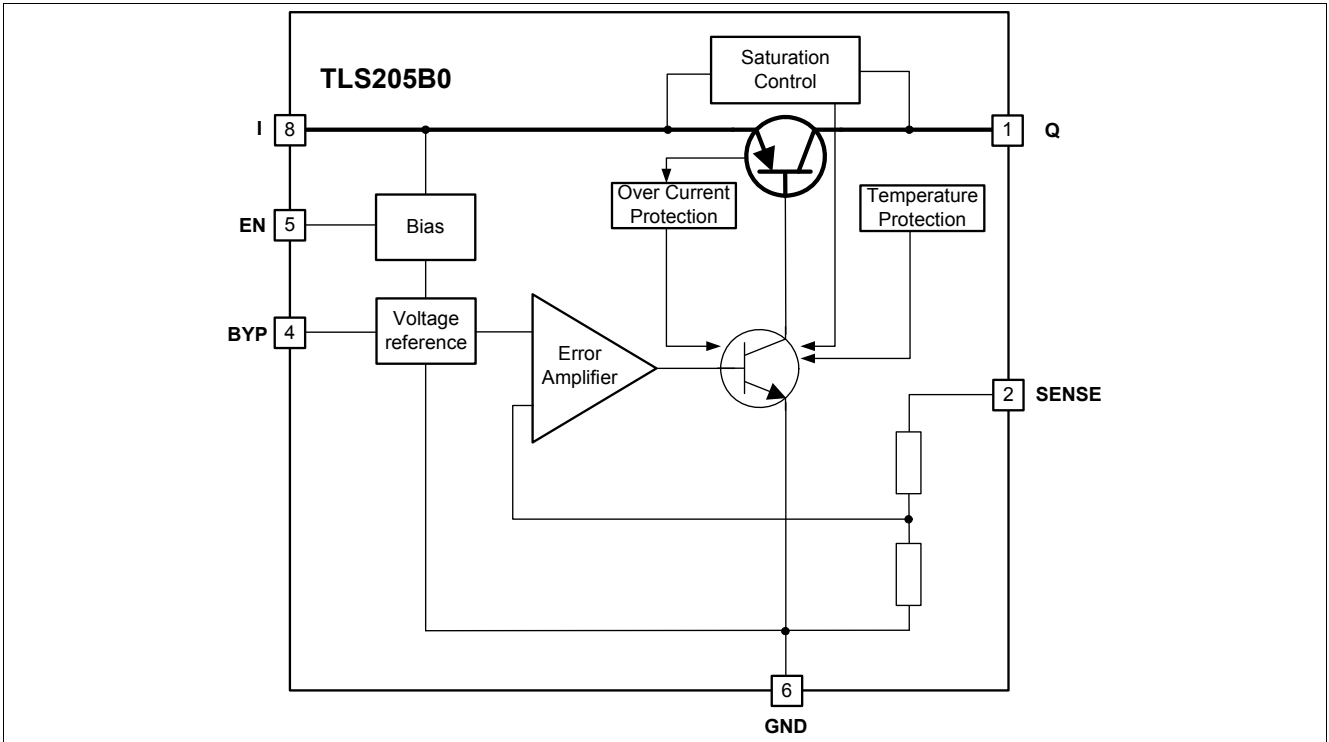 TLS205B0
Saturation
Control
I
8
1
Q
Over Current
Protection
Temperature
Protection
EN
5
Bias
BYP
4
Voltage
reference
Error
Amplifier
2
SENSE
6
GND